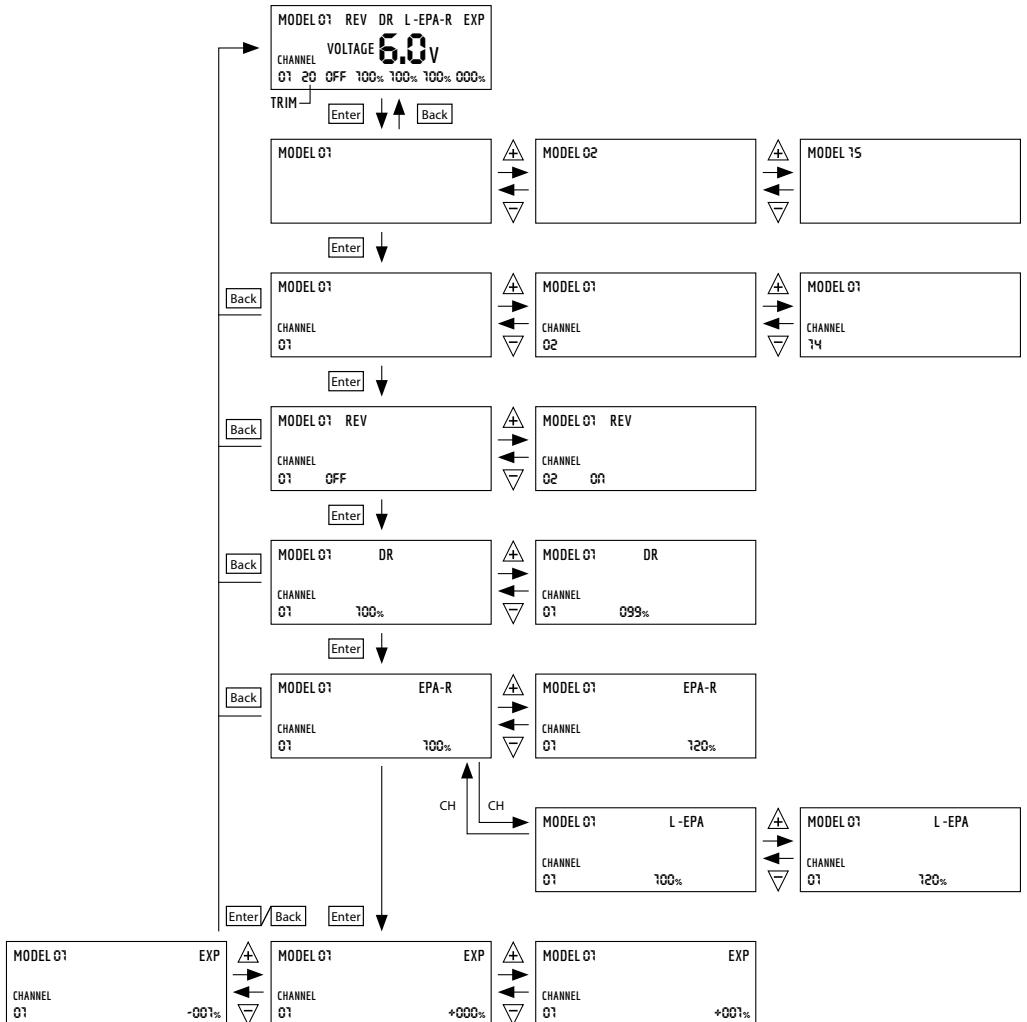 MODEL 01 REV DR L-EPA-R EXP
VOLTAGE 6.0 V
CHANNEL
01 20 OFF 100% 100% 100% 000%
TRIM
Enter Back
MODEL 01
+
-
MODEL 02
+
-
MODEL 15
Enter
Back
MODEL 01
CHANNEL
01
+
-
MODEL 01
CHANNEL
02
+
-
MODEL 01
CHANNEL
14
Enter
Back
MODEL 01 REV
CHANNEL
01 OFF
+
-
MODEL 01 REV
CHANNEL
02 ON
Enter
Back
MODEL 01 DR
CHANNEL
01 100%
+
-
MODEL 01 DR
CHANNEL
01 099%
Enter
Back
MODEL 01 EPA-R
CHANNEL
01 100%
+
-
MODEL 01 EPA-R
CHANNEL
01 120%
CH CH
MODEL 01 L-EPA
CHANNEL
01 100%
+
-
MODEL 01 L-EPA
CHANNEL
01 120%
Enter/Back Enter
MODEL 01 EXP
CHANNEL
01 -001%
+
-
MODEL 01 EXP
CHANNEL
01 +000%
+
-
MODEL 01 EXP
CHANNEL
01 +001%